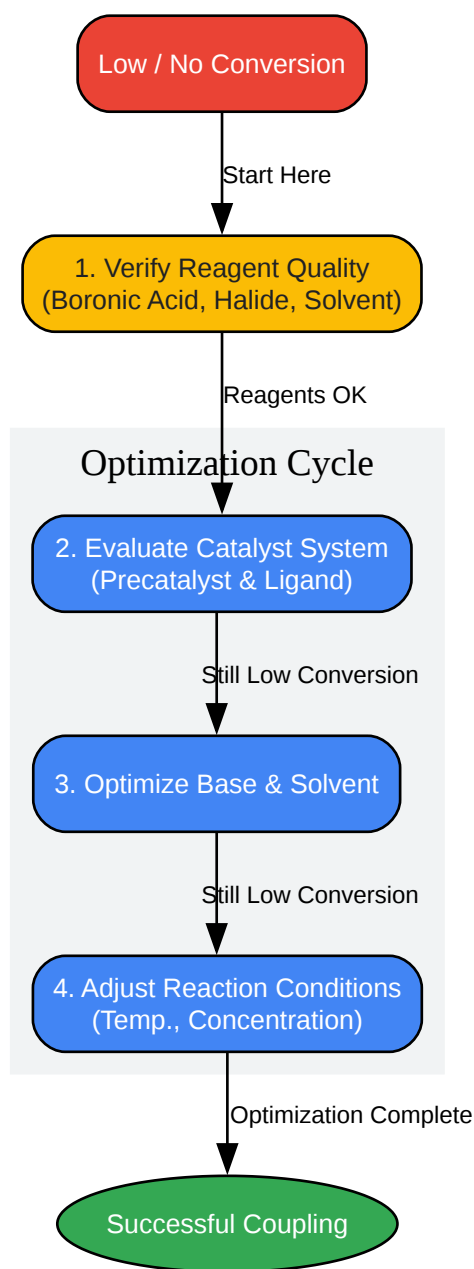 Low / No Conversion
Start Here
1. Verify Reagent Quality
(Boronic Acid, Halide, Solvent)
Reagents OK
Optimization Cycle
2. Evaluate Catalyst System
(Precatalyst & Ligand)
Still Low Conversion
3. Optimize Base & Solvent
Still Low Conversion
4. Adjust Reaction Conditions
(Temp., Concentration)
Optimization Complete
Successful Coupling